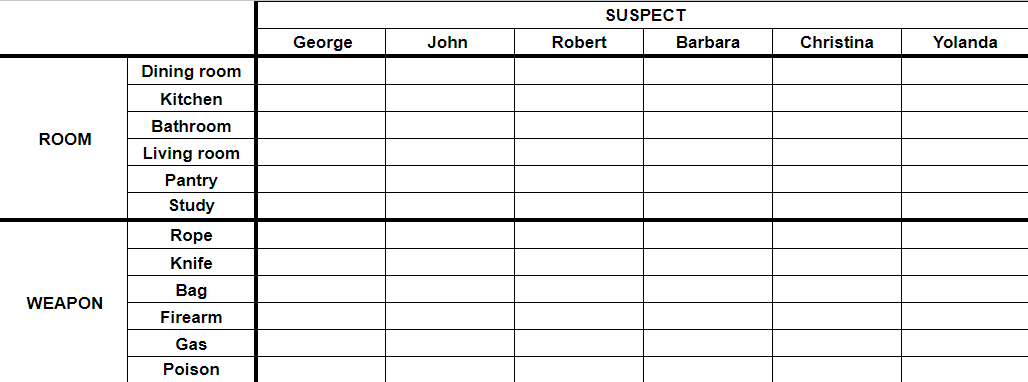 SUSPECT
George John Robert Barbara Christina Yolanda
Dining room
Kitchen
Bathroom
ROOM
Living room
Pantry
Study
Rope
Knife
Bag
WEAPON
Firearm
Gas
Poison